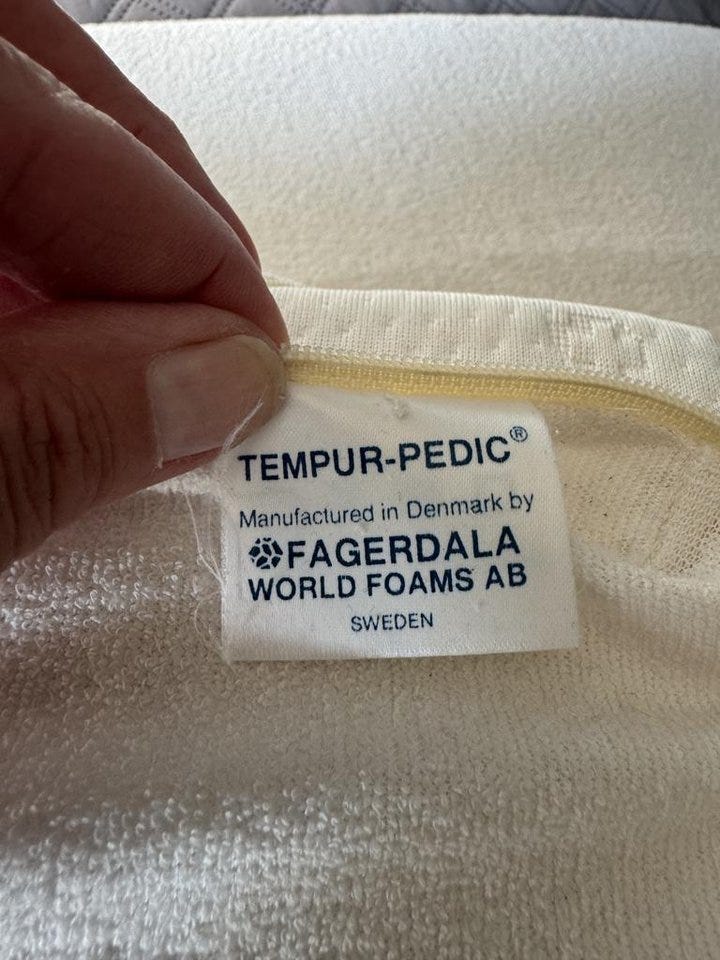 TEMPUR-PEDIC®
Manufactured in Denmark by
FAGERDALA
WORLD FOAMS AB
SWEDEN